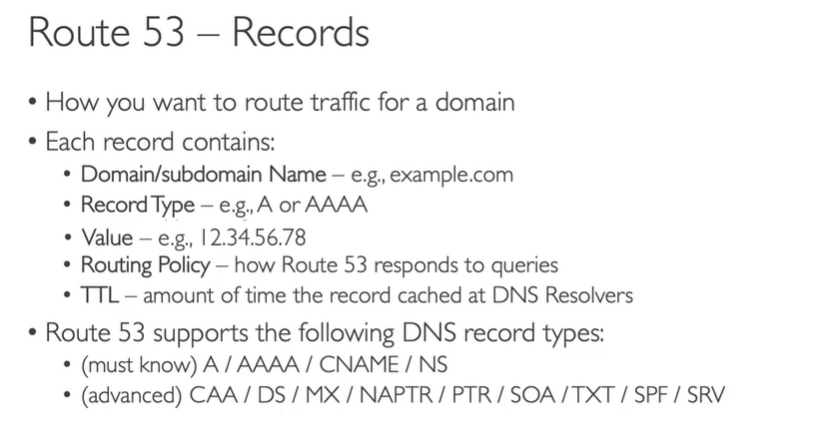 Route 53 – Records
• How you want to route traffic for a domain
• Each record contains:
• Domain/subdomain Name – e.g., example.com
• Record Type – e.g., A or AAAA
• Value – e.g., 12.34.56.78
• Routing Policy – how Route 53 responds to queries
• TTL – amount of time the record cached at DNS Resolvers
• Route 53 supports the following DNS record types:
• (must know) A / AAAA / CNAME / NS
• (advanced) CAA / DS / MX / NAPTR / PTR / SOA / TXT / SPF / SRV